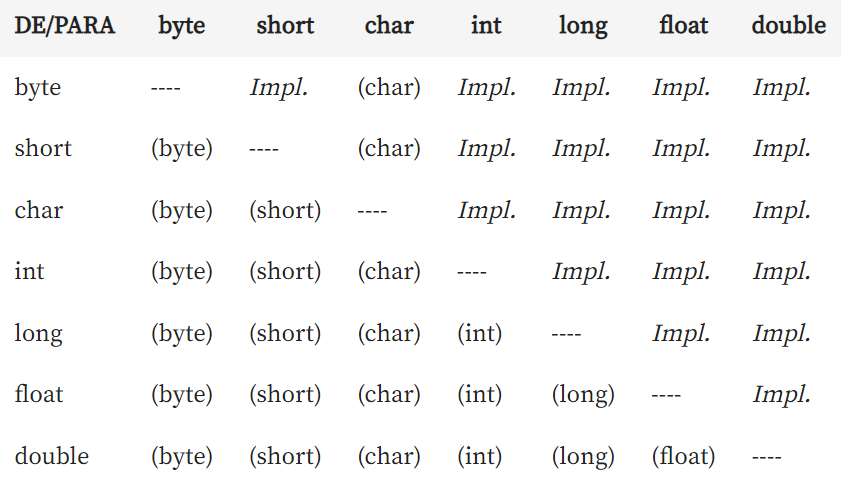 DE/PARA byte short char int long float double
byte ---- Impl. (char) Impl. Impl. Impl. Impl.
short (byte) ---- (char) Impl. Impl. Impl. Impl.
char (byte) (short) ---- Impl. Impl. Impl. Impl.
int (byte) (short) (char) ---- Impl. Impl. Impl.
long (byte) (short) (char) (int) ---- Impl. Impl.
float (byte) (short) (char) (int) (long) ---- Impl.
double (byte) (short) (char) (int) (long) (float) ----